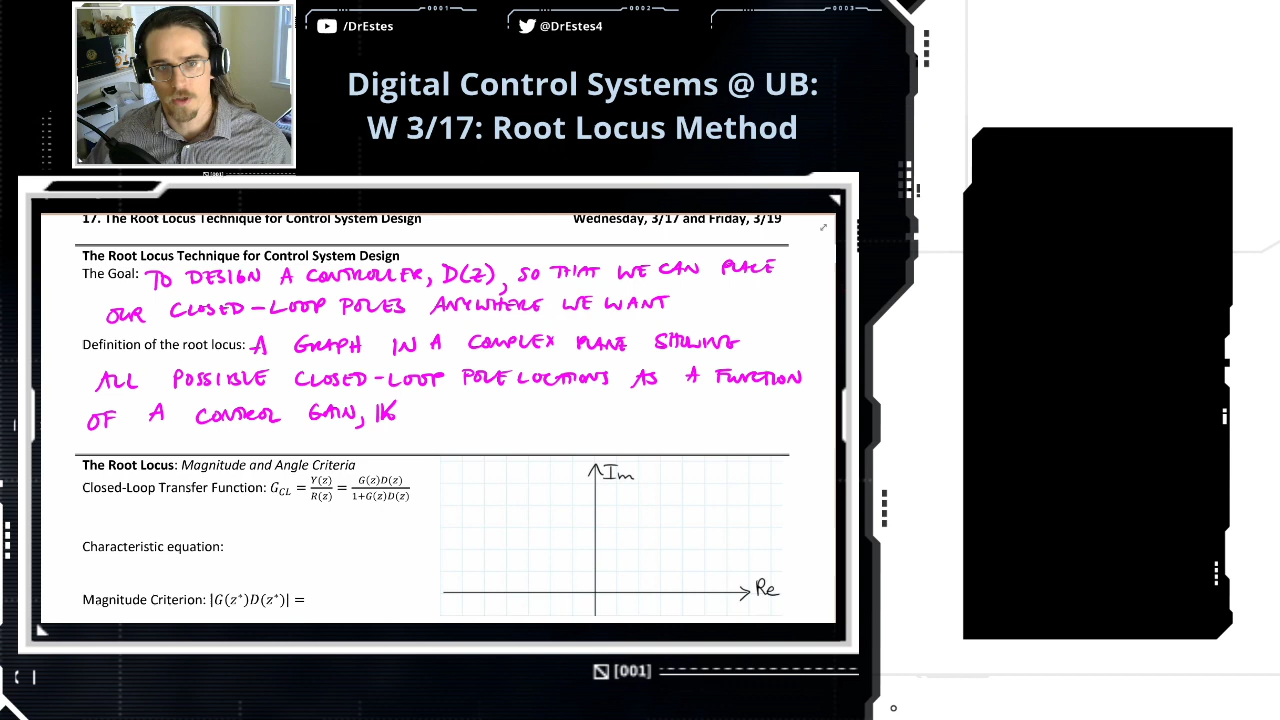 0001
0002
0003
/DrEstes
@DrEstes4
Digital Control Systems @ UB:
W 3/17: Root Locus Method
[001]
17. The Root Locus Technique for Control System Design Wednesday, 3/17 and Friday, 3/19
The Root Locus Technique for Control System Design
The Goal: TO DESIGN A CONTROLLER, D(Z), SO THAT WE CAN PLACE
OUR CLOSED-LOOP POLES ANYWHERE WE WANT
Definition of the root locus: A GRAPH IN A COMPLEX PLANE SHOWING
ALL POSSIBLE CLOSED-LOOP POLE LOCATIONS AS A FUNCTION
OF A CONTROL GAIN, K
The Root Locus: Magnitude and Angle Criteria
Closed-Loop Transfer Function: G_CL = Y(z)/R(z) = G(z)D(z)/1+G(z)D(z)
Im
Characteristic equation:
Re
Magnitude Criterion: |G(z*)D(z*)| =
[001]